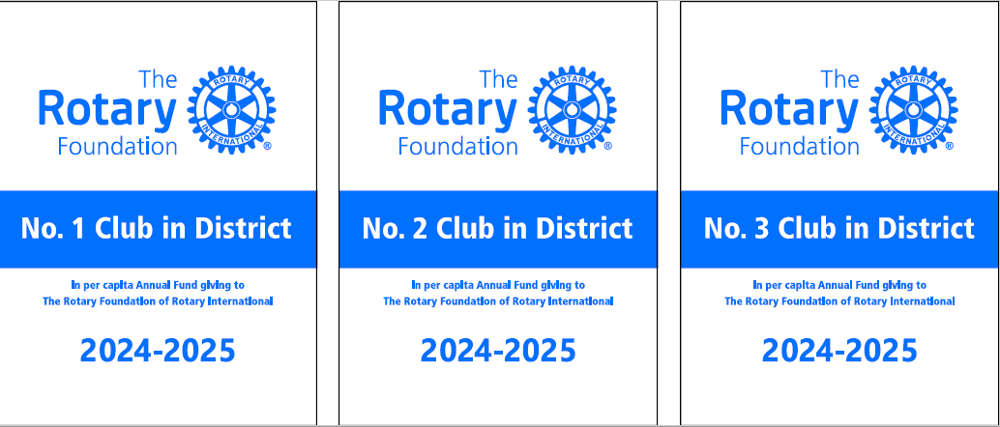 The
Rotary
Foundation
ROTARY
INTERNATIONAL
®
No. 1 Club in District
In per capita Annual Fund giving to
The Rotary Foundation of Rotary International
2024-2025
The
Rotary
Foundation
ROTARY
INTERNATIONAL
®
No. 2 Club in District
In per capita Annual Fund giving to
The Rotary Foundation of Rotary International
2024-2025
The
Rotary
Foundation
ROTARY
INTERNATIONAL
®
No. 3 Club in District
In per capita Annual Fund giving to
The Rotary Foundation of Rotary International
2024-2025